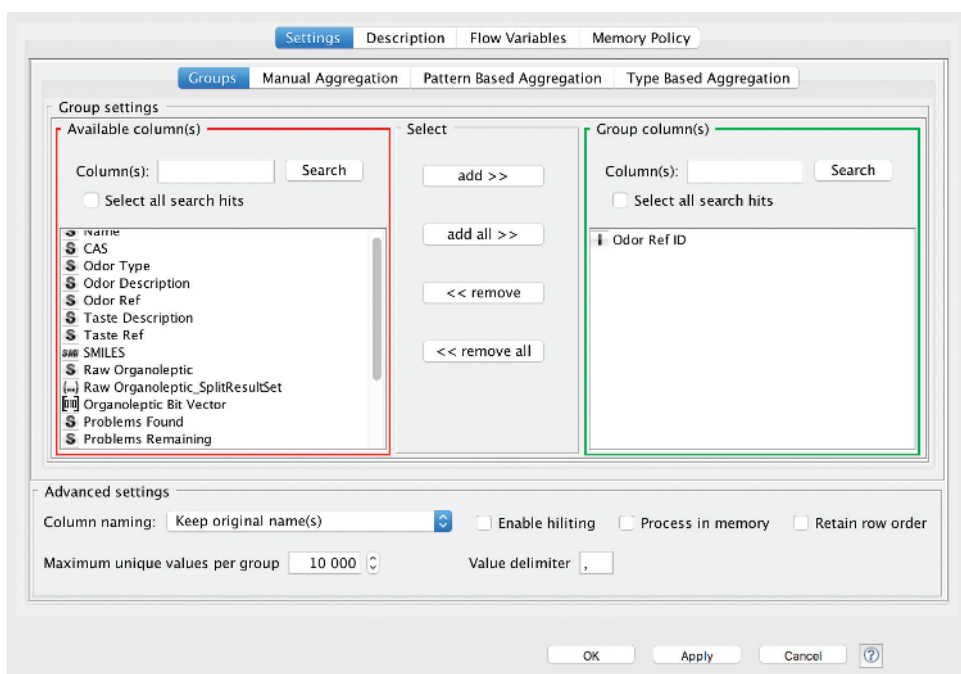 Settings Description Flow Variables Memory Policy
Groups Manual Aggregation Pattern Based Aggregation Type Based Aggregation
Group settings
Available column(s)
Column(s): Search
Select all search hits
S Name
S CAS
S Odor Type
S Odor Description
S Odor Ref
S Taste Description
S Taste Ref
SMI SMILES
S Raw Organoleptic
{...} Raw Organoleptic_SplitResultSet
[010] Organoleptic Bit Vector
S Problems Found
S Problems Remaining
Select
add >>
add all >>
<< remove
<< remove all
Group column(s)
Column(s): Search
Select all search hits
I Odor Ref ID
Advanced settings
Column naming: Keep original name(s) Enable hiliting Process in memory Retain row order
Maximum unique values per group 10 000 Value delimiter ,
OK Apply Cancel ?